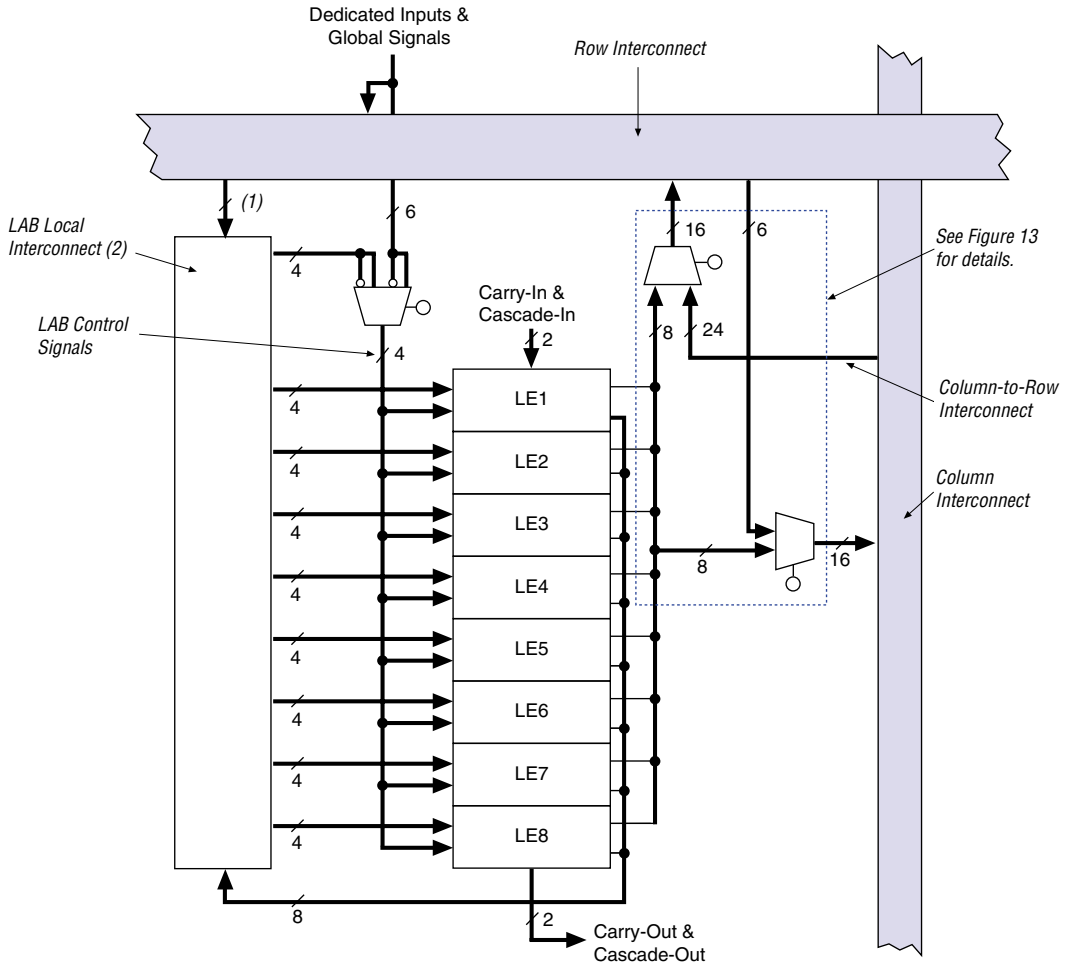 Dedicated Inputs &
Global Signals
Row Interconnect
(1)
6
16
6
LAB Local
Interconnect (2)
See Figure 13
for details.
4
Carry-In &
Cascade-In
LAB Control
Signals
4
2
8
24
LE1
4
Column-to-Row
Interconnect
LE2
4
Column
Interconnect
LE3
4
8
16
LE4
4
LE5
4
LE6
4
LE7
4
LE8
4
8
2
Carry-Out &
Cascade-Out